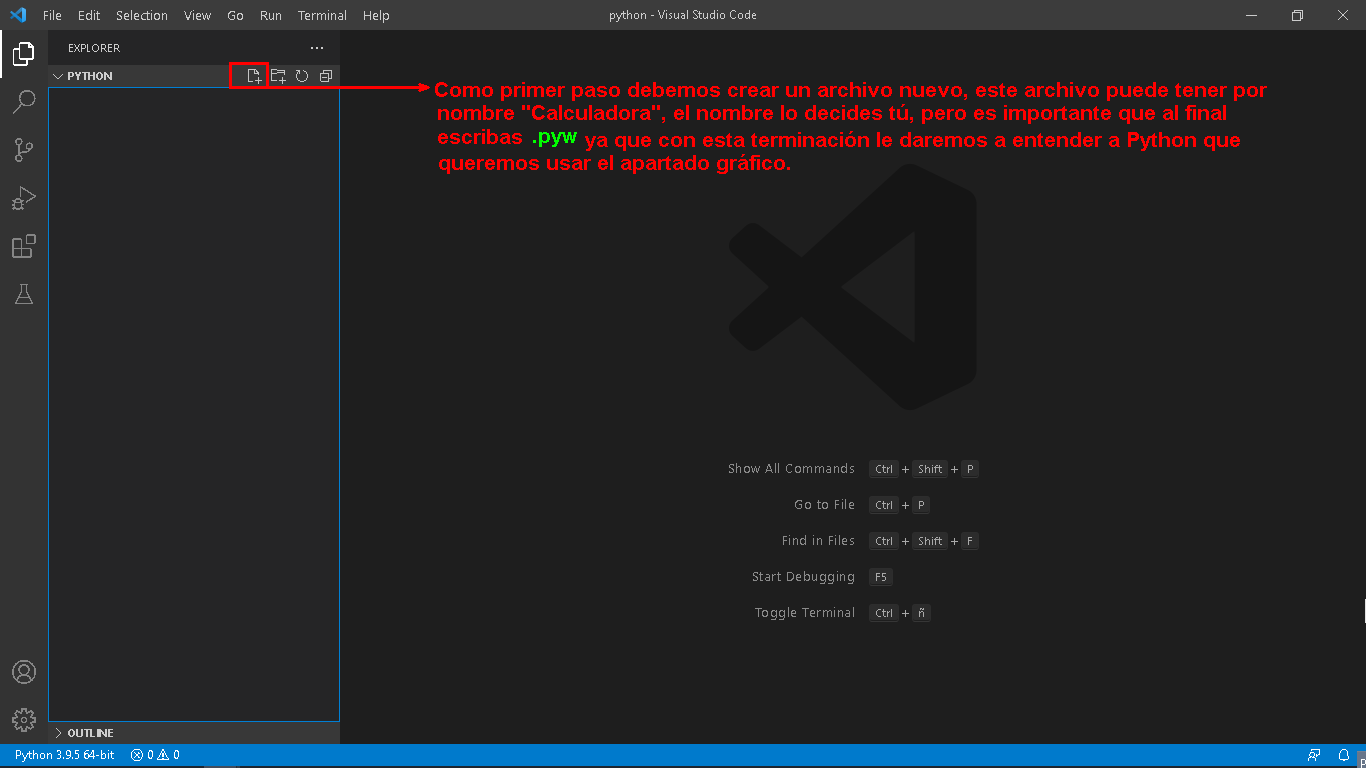 File Edit Selection View Go Run Terminal Help python - Visual Studio Code
EXPLORER ...
PYTHON
Como primer paso debemos crear un archivo nuevo, este archivo puede tener por
nombre "Calculadora", el nombre lo decides tú, pero es importante que al final
escribas .pyw ya que con esta terminación le daremos a entender a Python que
queremos usar el apartado gráfico.
Show All Commands Ctrl + Shift + P
Go to File Ctrl + P
Find in Files Ctrl + Shift + F
Start Debugging F5
Toggle Terminal Ctrl + ñ
OUTLINE
Python 3.9.5 64-bit 0 0